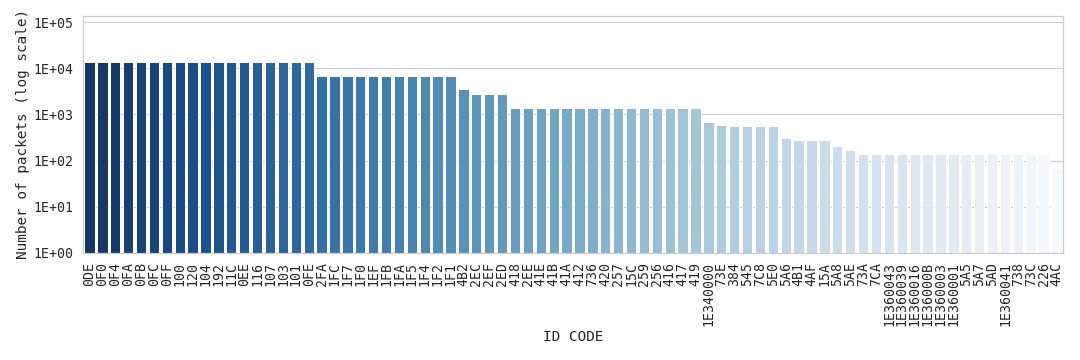 Number of packets (log scale)
1E+05
1E+04
1E+03
1E+02
1E+01
1E+00
0DE
0F0
0F4
0FA
0FB
0FC
0FF
100
120
104
192
11C
0EE
116
107
103
101
0FE
2FA
1FC
1F7
1F0
1EF
1FB
1FA
1F5
1F4
1F2
1F1
4B2
2EC
2EF
2ED
418
2EE
41E
41B
41A
412
736
420
257
15C
259
256
416
417
419
1E340000
73E
384
545
7C8
5E0
5A6
4B1
4AF
15A
5A8
5AE
73A
7CA
1E360043
1E360039
1E360016
1E36000B
1E360003
1E360001
5A5
5A7
5AD
1E360041
738
73C
226
4AC
ID CODE